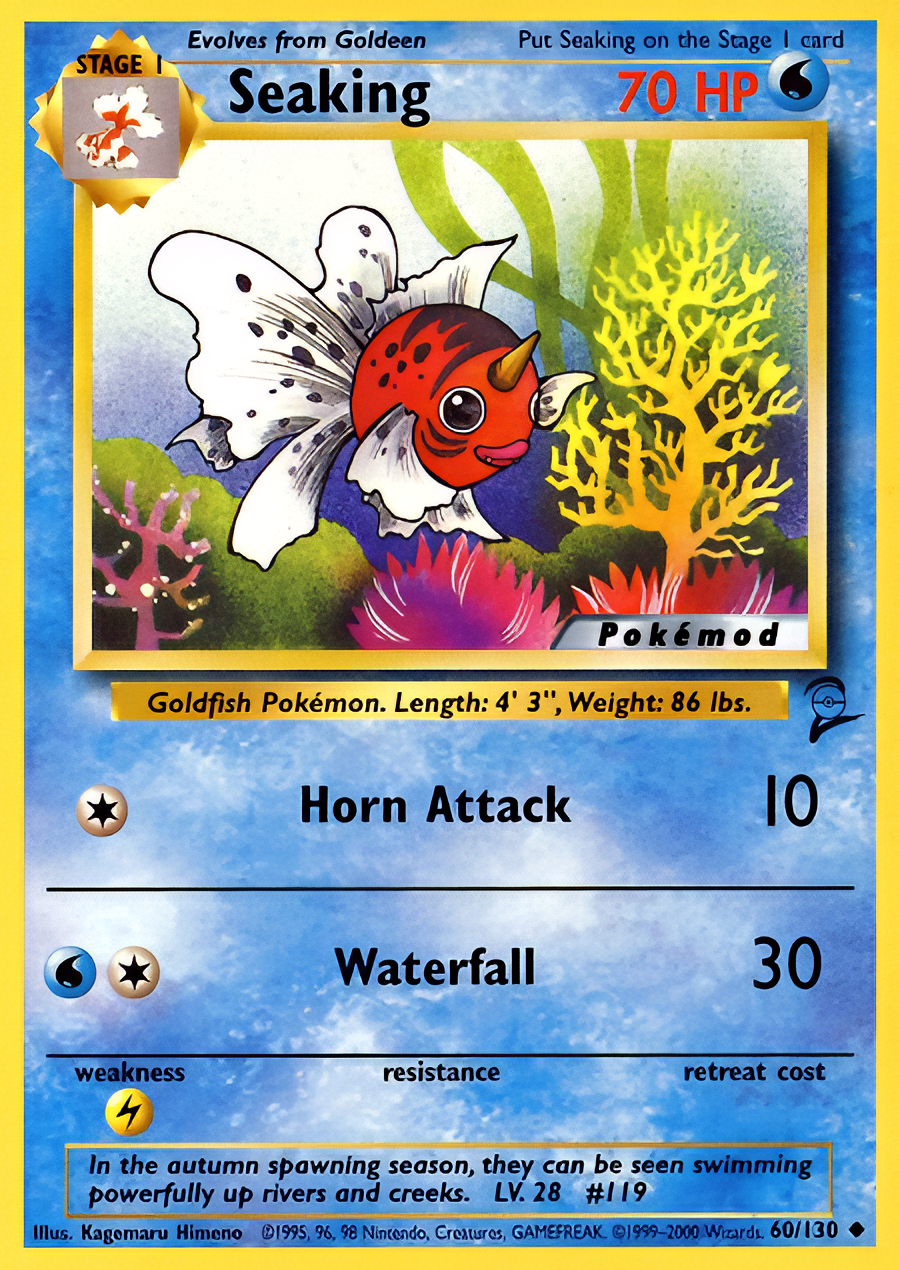 Evolves from Goldeen Put Seaking on the Stage 1 card
STAGE 1
Seaking 70 HP
Pokémod
Goldfish Pokémon. Length: 4' 3", Weight: 86 lbs.
Horn Attack 10
Waterfall 30
weakness resistance retreat cost
In the autumn spawning season, they can be seen swimming
powerfully up rivers and creeks. LV. 28 #119
Illus. Kagemaru Himeno ©1995, 96, 98 Nintendo, Creatures, GAMEFREAK. ©1999-2000 Wizards. 60/130